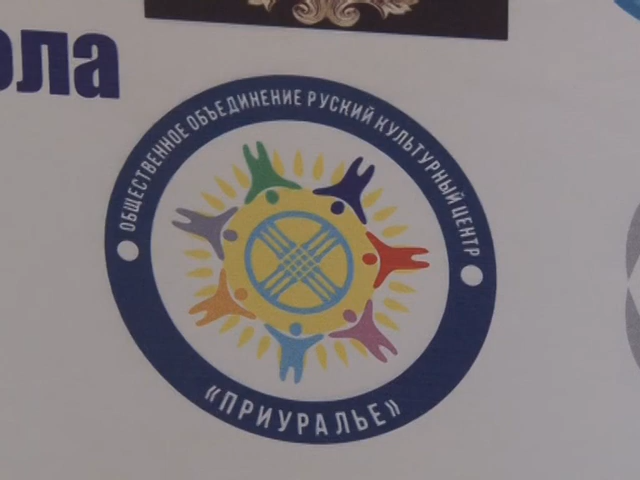 ола
ОБЩЕСТВЕННОЕ ОБЪЕДИНЕНИЕ РУСКИЙ КУЛЬТУРНЫЙ ЦЕНТР
«ПРИУРАЛЬЕ»